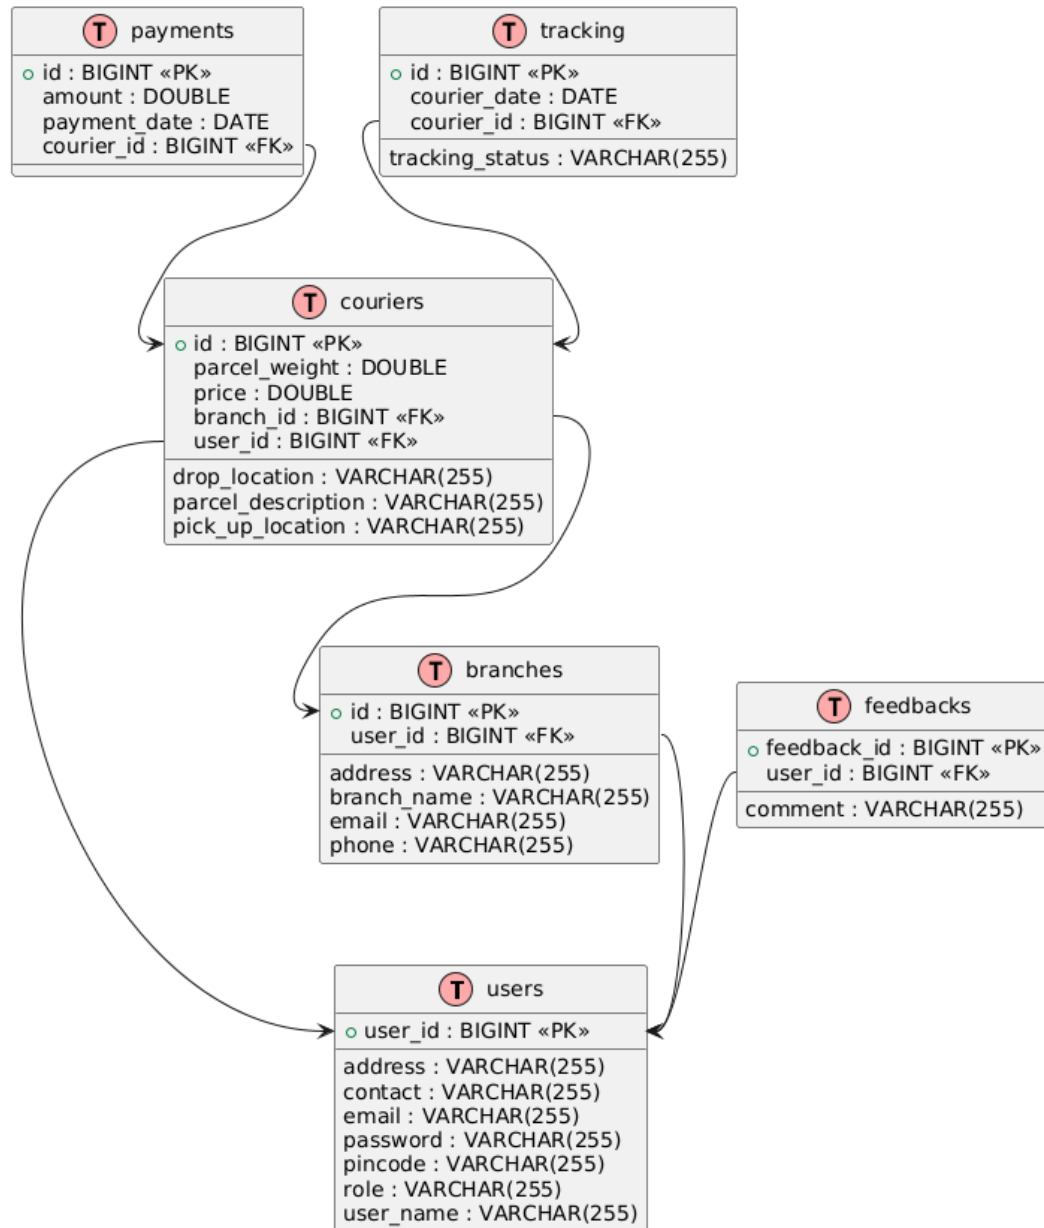 T payments
id : BIGINT «PK»
amount : DOUBLE
payment_date : DATE
courier_id : BIGINT «FK»
T tracking
id : BIGINT «PK»
courier_date : DATE
courier_id : BIGINT «FK»
tracking_status : VARCHAR(255)
T couriers
id : BIGINT «PK»
parcel_weight : DOUBLE
price : DOUBLE
branch_id : BIGINT «FK»
user_id : BIGINT «FK»
drop_location : VARCHAR(255)
parcel_description : VARCHAR(255)
pick_up_location : VARCHAR(255)
T branches
id : BIGINT «PK»
user_id : BIGINT «FK»
address : VARCHAR(255)
branch_name : VARCHAR(255)
email : VARCHAR(255)
phone : VARCHAR(255)
T feedbacks
feedback_id : BIGINT «PK»
user_id : BIGINT «FK»
comment : VARCHAR(255)
T users
user_id : BIGINT «PK»
address : VARCHAR(255)
contact : VARCHAR(255)
email : VARCHAR(255)
password : VARCHAR(255)
pincode : VARCHAR(255)
role : VARCHAR(255)
user_name : VARCHAR(255)